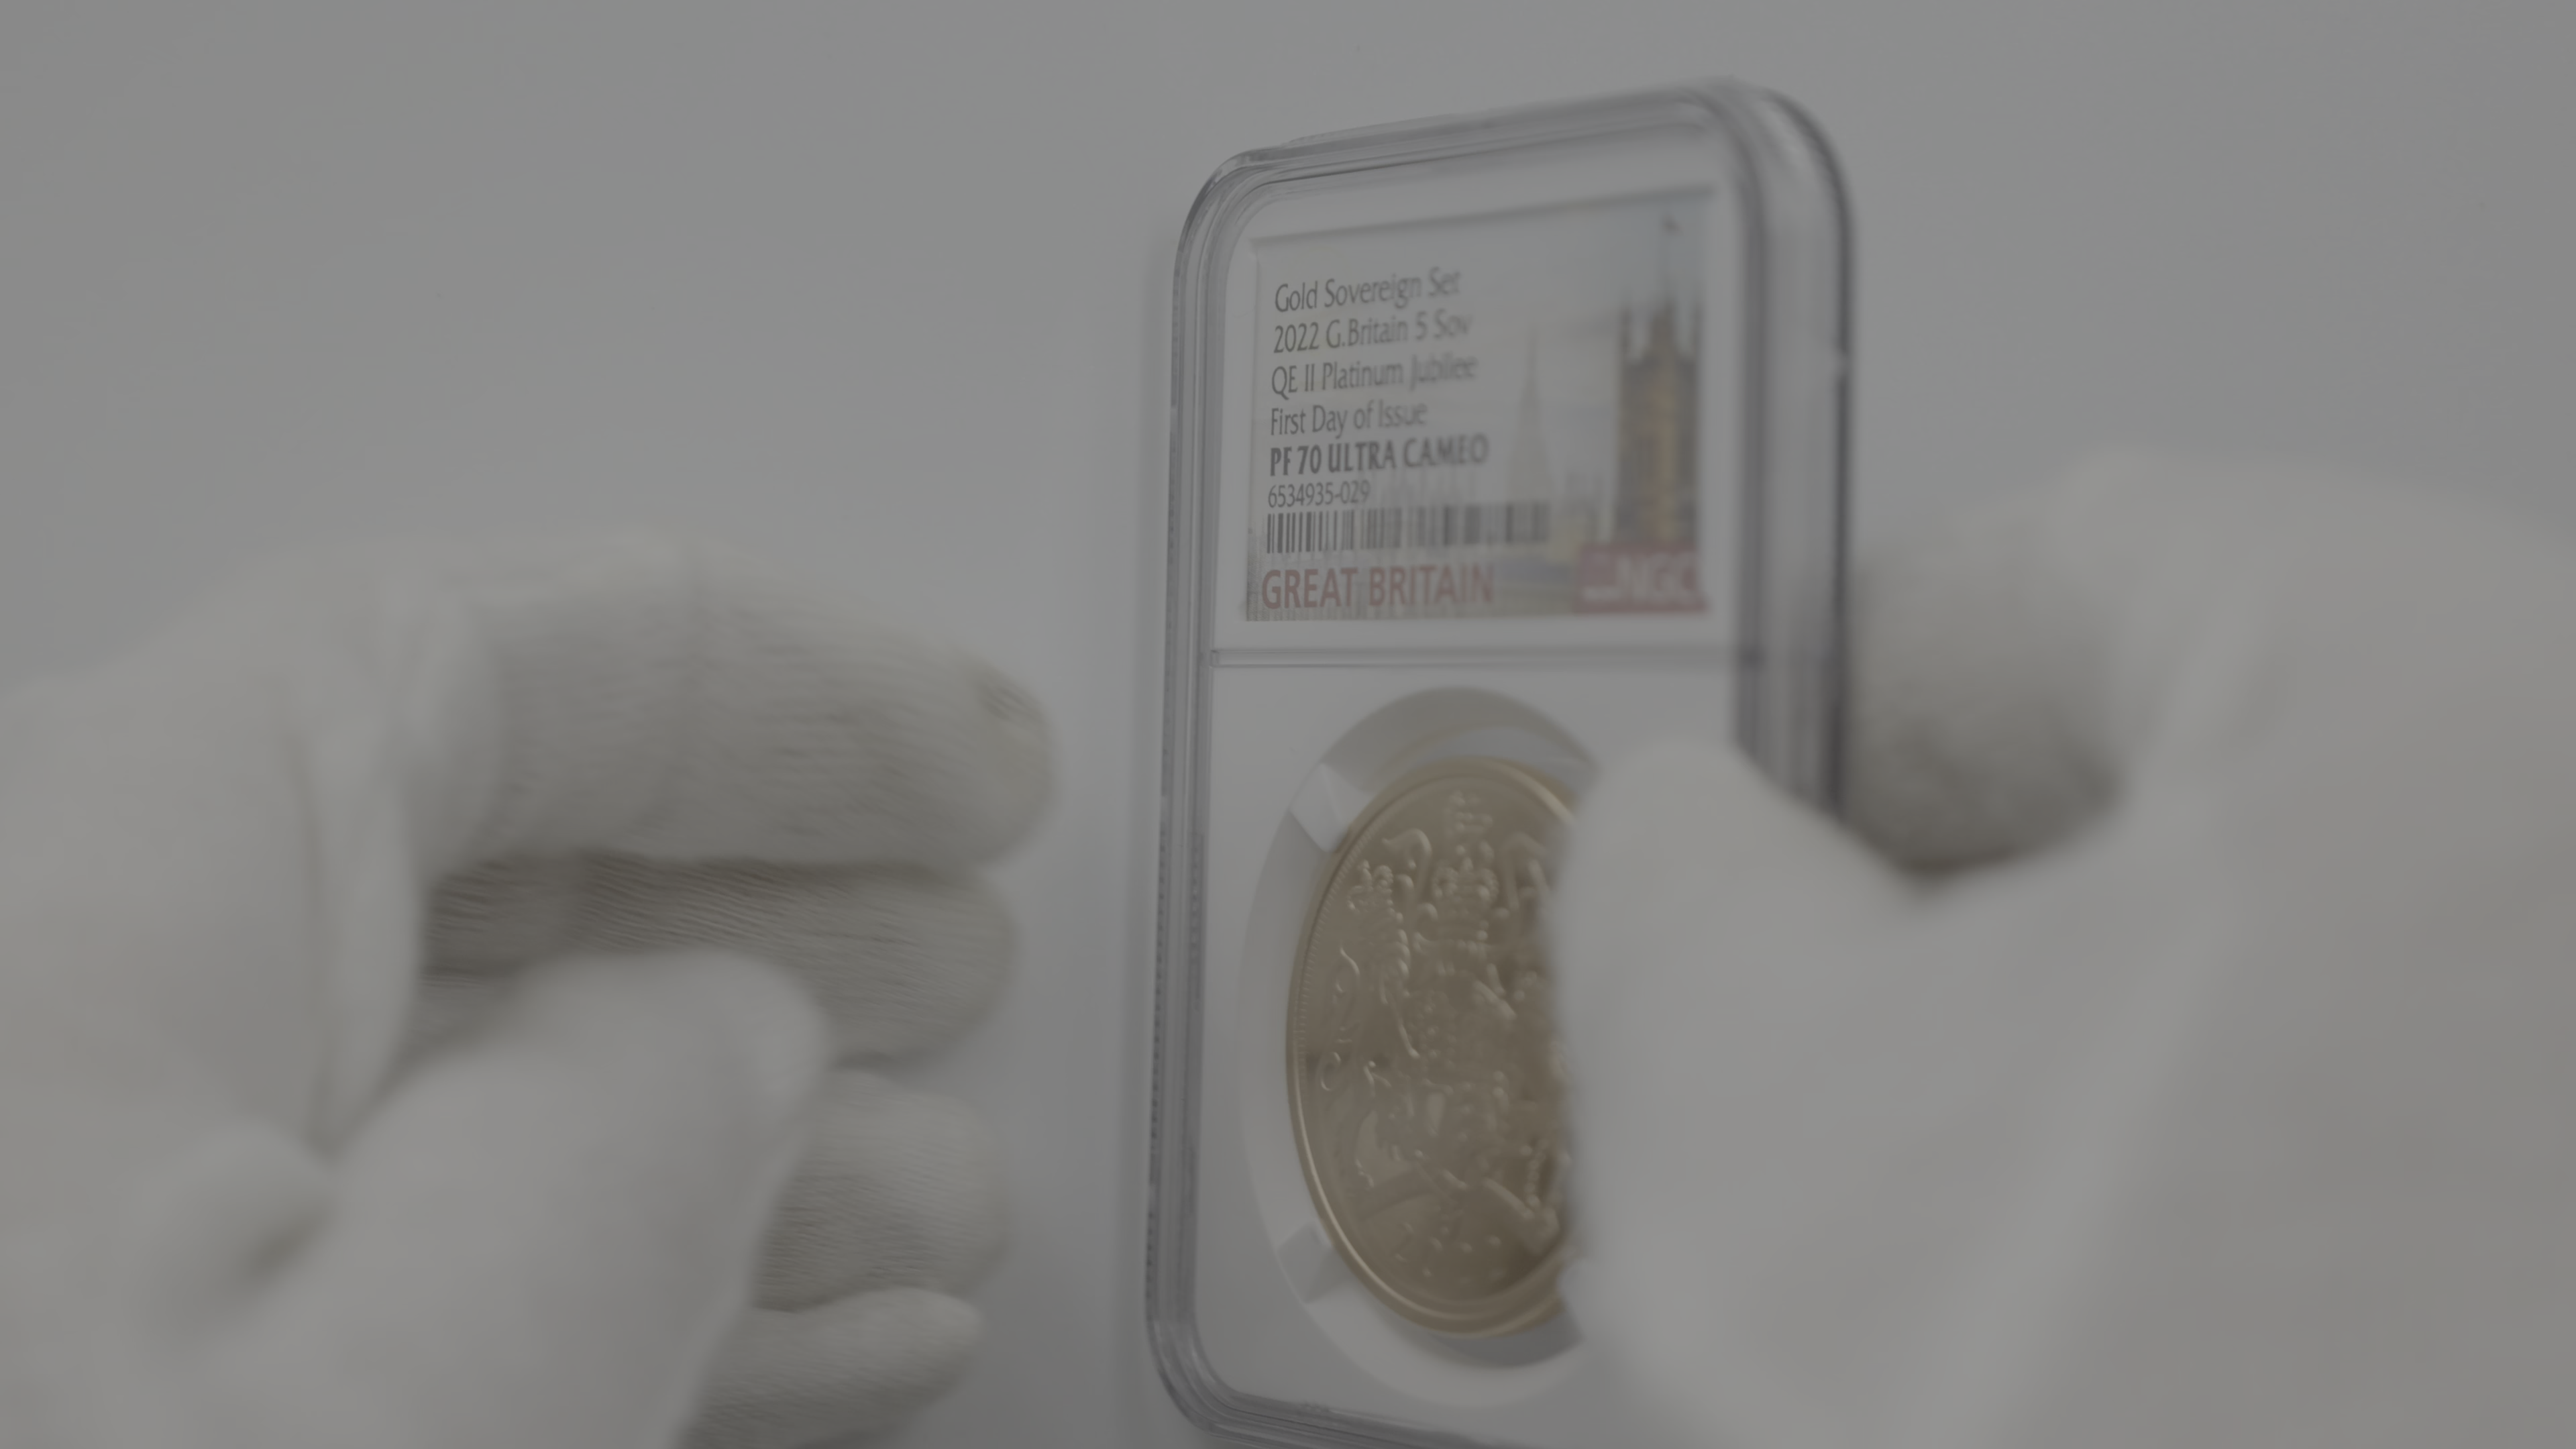 Gold Sovereign Set
2022 G.Britain 5 Sov
QE II Platinum Jubilee
First Day of Issue
PF 70 ULTRA CAMEO
6534935-029
GREAT BRITAIN
NGC